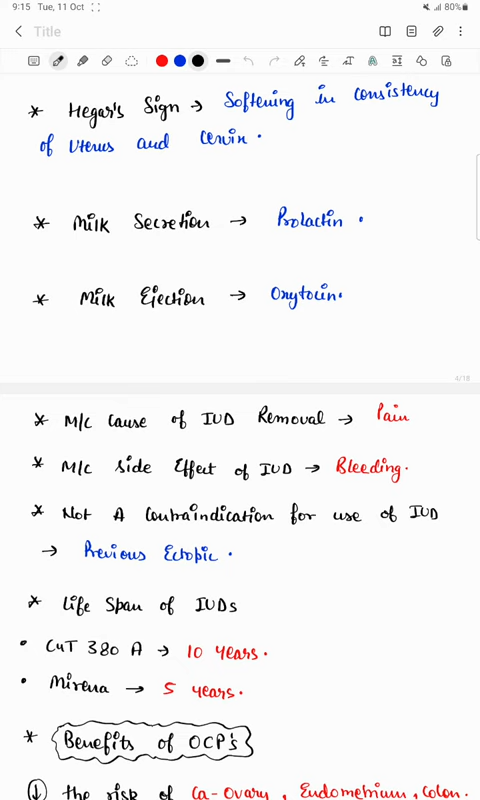 9:15 Tue, 11 Oct
80%
Title
* Hegar's Sign → Softening in consistency
of Uterus and Cervix.
* Milk Secretion → Prolactin.
* Milk Ejection → Oxytocin.
4/18
* M/C Cause of IUD Removal → Pain
* M/C Side Effect of IUD → Bleeding.
* Not A Contraindication for use of IUD
→ Previous Ectopic.
* Life Span of IUDs
• CuT 380 A → 10 years.
• Mirena → 5 years.
* Benefits of OCP's
↓ the risk of Ca-Ovary, Endometrium, Colon.